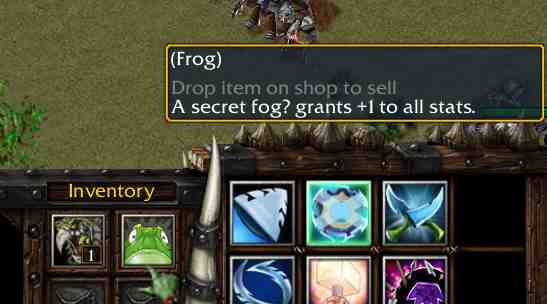 (Frog)
Drop item on shop to sell
A secret fog? grants +1 to all stats.
Inventory
1